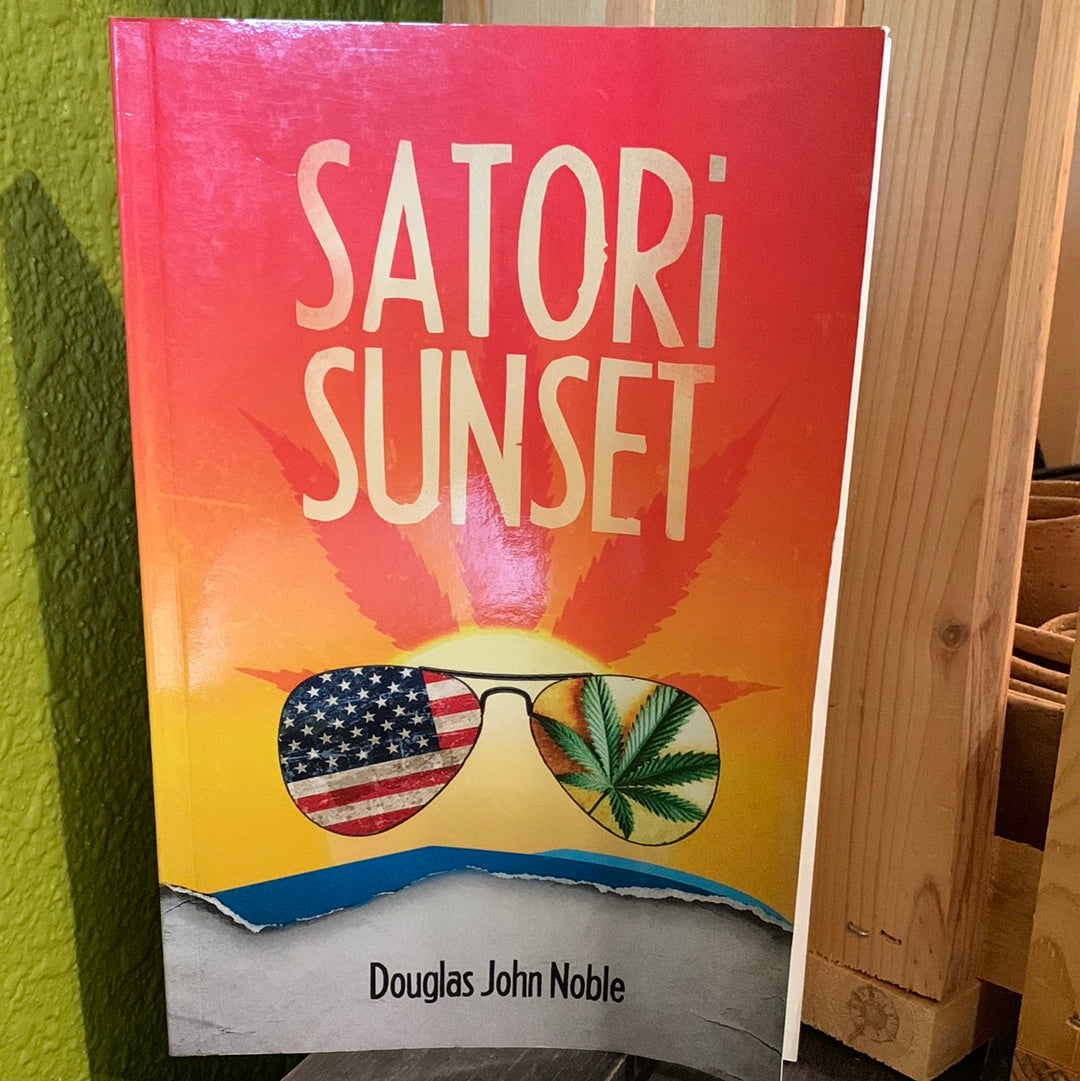 SATORi
SUNSET
Douglas John Noble